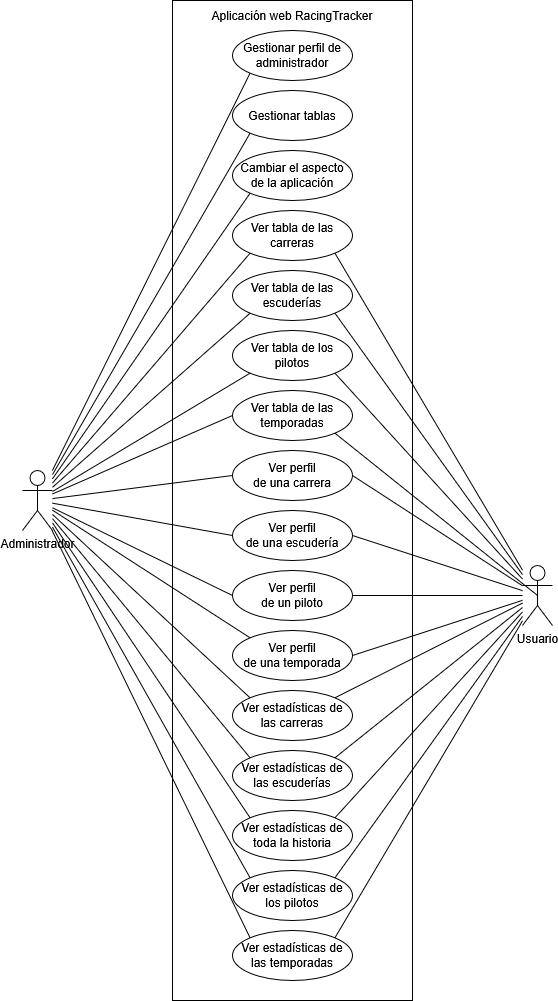 Aplicación web RacingTracker
Gestionar perfil de
administrador
Gestionar tablas
Cambiar el aspecto
de la aplicación
Ver tabla de las
carreras
Ver tabla de las
escuderías
Ver tabla de los
pilotos
Ver tabla de las
temporadas
Ver perfil
de una carrera
Administrador
Ver perfil
de una escudería
Ver perfil
de un piloto
Usuario
Ver perfil
de una temporada
Ver estadísticas de
las carreras
Ver estadísticas de
las escuderías
Ver estadísticas de
toda la historia
Ver estadísticas de
los pilotos
Ver estadísticas de
las temporadas